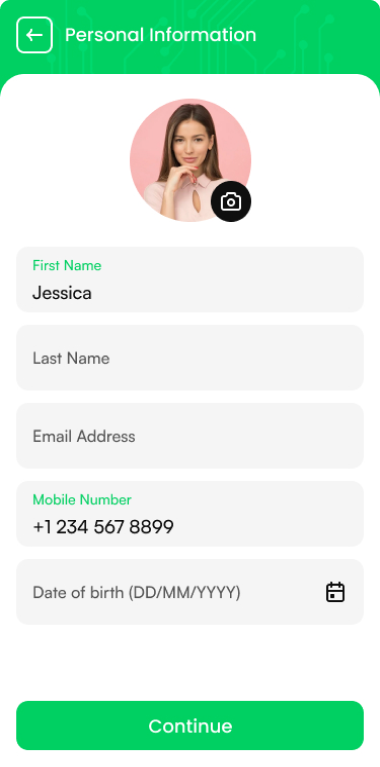 Personal Information
First Name
Jessica
Last Name
Email Address
Mobile Number
+1 234 567 8899
Date of birth (DD/MM/YYYY)
Continue